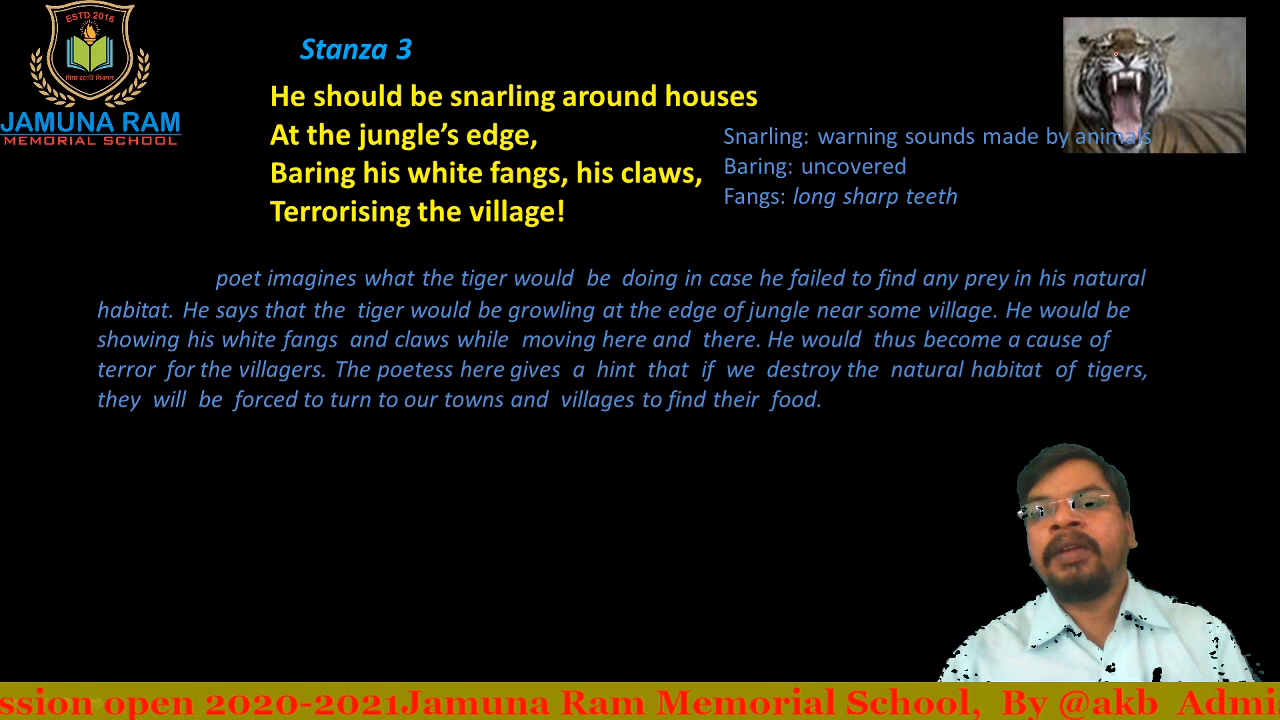 ESTD 2016
JAMUNA RAM
MEMORIAL SCHOOL
Stanza 3
He should be snarling around houses
At the jungle's edge,
Baring his white fangs, his claws,
Terrorising the village!
Snarling: warning sounds made by animals
Baring: uncovered
Fangs: long sharp teeth
poet imagines what the tiger would be doing in case he failed to find any prey in his natural
habitat. He says that the tiger would be growling at the edge of jungle near some village. He would be
showing his white fangs and claws while moving here and there. He would thus become a cause of
terror for the villagers. The poetess here gives a hint that if we destroy the natural habitat of tigers,
they will be forced to turn to our towns and villages to find their food.
ssion open 2020-2021Jamuna Ram Memorial School, By @akb Admi